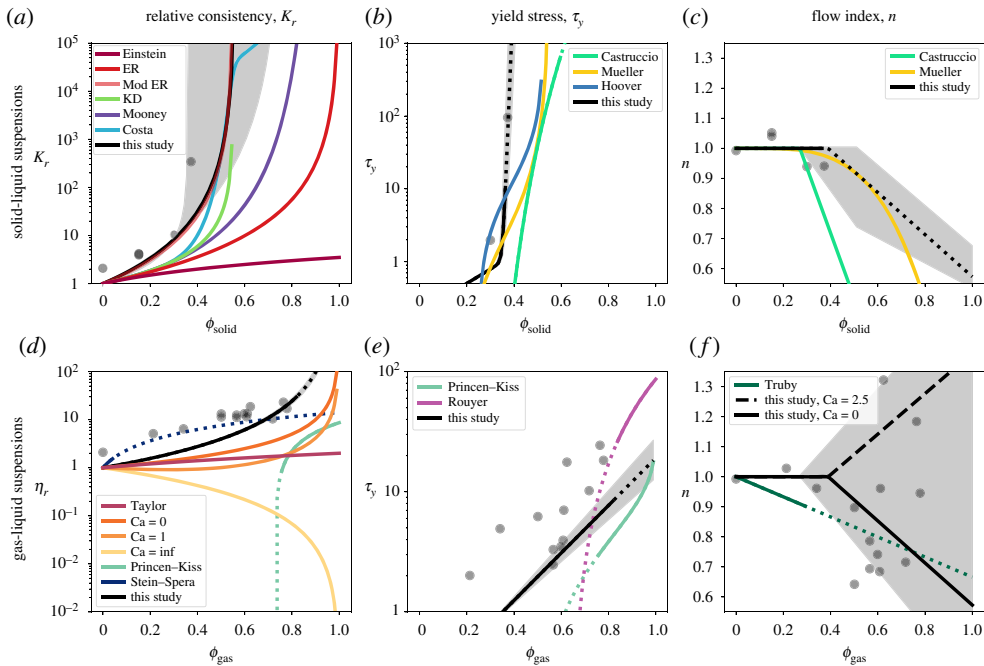 (a) relative consistency, K_r
(b) yield stress, τ_y
(c) flow index, n
solid-liquid suspensions
K_r
10^5
10^4
10^3
10^2
10
1
Einstein
ER
Mod ER
KD
Mooney
Costa
this study
0 0.2 0.4 0.6 0.8 1.0
ϕ_solid
τ_y
10^3
10^2
10
1
Castruccio
Mueller
Hoover
this study
0 0.2 0.4 0.6 0.8 1.0
ϕ_solid
n
1.3
1.2
1.1
1.0
0.9
0.8
0.7
0.6
Castruccio
Mueller
this study
0 0.2 0.4 0.6 0.8 1.0
ϕ_solid
(d)
(e)
(f)
gas-liquid suspensions
η_r
10^2
10
1
10^−1
10^−2
10^−2
Taylor
Ca = 0
Ca = 1
Ca = inf
Princen–Kiss
Stein–Spera
this study
0 0.2 0.4 0.6 0.8 1.0
ϕ_gas
τ_y
10^2
10
1
Princen–Kiss
Rouyer
this study
0 0.2 0.4 0.6 0.8 1.0
ϕ_gas
n
1.3
1.2
1.1
1.0
0.9
0.8
0.7
0.6
Truby
this study, Ca = 2.5
this study, Ca = 0
0 0.2 0.4 0.6 0.8 1.0
ϕ_gas